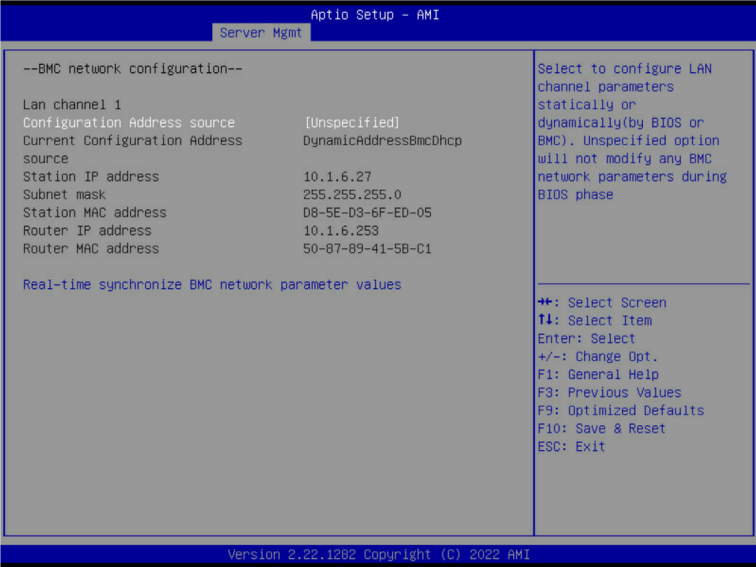 Aptio Setup – AMI
Server Mgmt
--BMC network configuration--
Lan channel 1
Configuration Address source [Unspecified]
Current Configuration Address DynamicAddressBmcDhcp
source
Station IP address 10.1.6.27
Subnet mask 255.255.255.0
Station MAC address D8-5E-D3-6F-ED-05
Router IP address 10.1.6.253
Router MAC address 50-87-89-41-5B-C1
Real-time synchronize BMC network parameter values
Select to configure LAN
channel parameters
statically or
dynamically(by BIOS or
BMC). Unspecified option
will not modify any BMC
network parameters during
BIOS phase
→←: Select Screen
↑↓: Select Item
Enter: Select
+/-: Change Opt.
F1: General Help
F3: Previous Values
F9: Optimized Defaults
F10: Save & Reset
ESC: Exit
Version 2.22.1282 Copyright (C) 2022 AMI